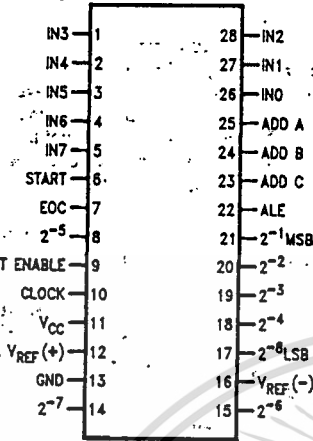 IN3 1 28 IN2
IN4 2 27 IN1
IN5 3 26 IN0
IN6 4 25 ADD A
IN7 5 24 ADD B
START 6 23 ADD C
EOC 7 22 ALE
2⁻⁵ 8 21 2⁻¹MSB
T ENABLE 9 20 2⁻²
CLOCK 10 19 2⁻³
VCC 11 18 2⁻⁴
VREF(+) 12 17 2⁻⁸LSB
GND 13 16 VREF(-)
2⁻⁷ 14 15 2⁻⁶